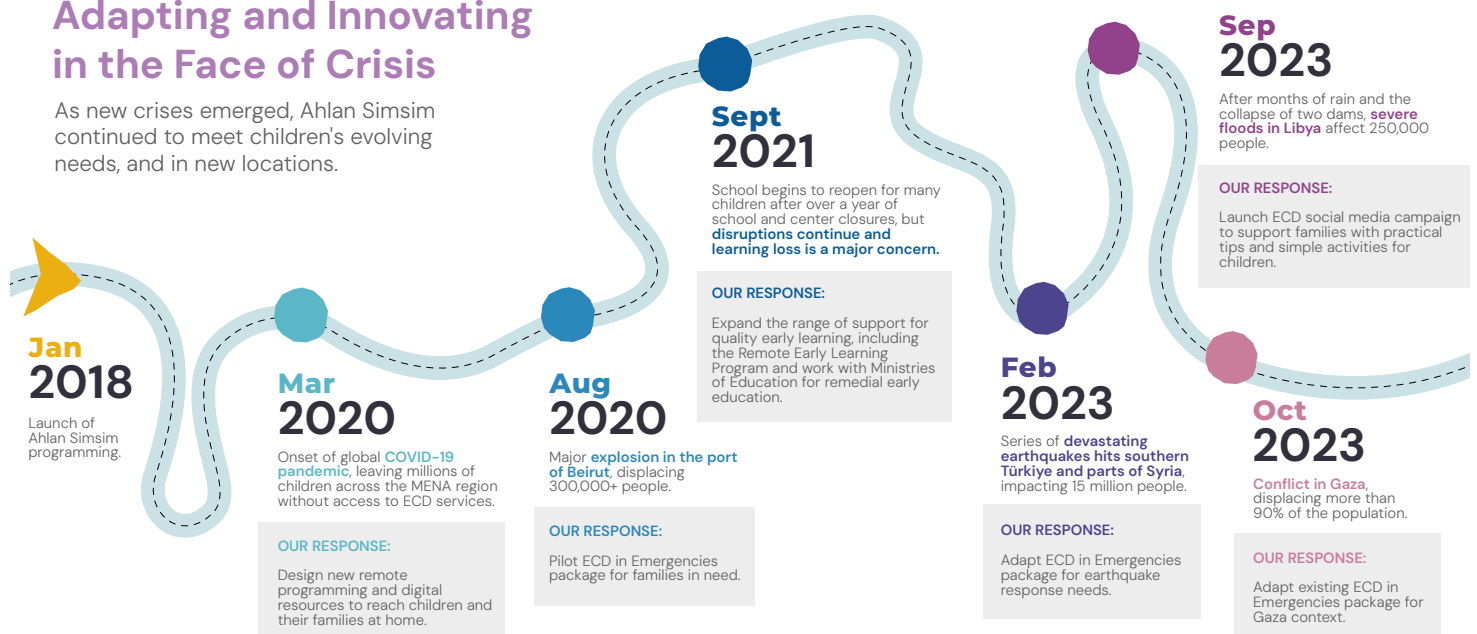 Adapting and Innovating
in the Face of Crisis
As new crises emerged, Ahlan Simsim
continued to meet children's evolving
needs, and in new locations.
Jan
2018
Launch of
Ahlan Simsim
programming.
Mar
2020
Onset of global COVID-19
pandemic, leaving millions of
children across the MENA region
without access to ECD services.
OUR RESPONSE:
Design new remote
programming and digital
resources to reach children and
their families at home.
Aug
2020
Major explosion in the port
of Beirut, displacing
300,000+ people.
OUR RESPONSE:
Pilot ECD in Emergencies
package for families in need.
Sept
2021
School begins to reopen for many
children after over a year of
school and center closures, but
disruptions continue and
learning loss is a major concern.
OUR RESPONSE:
Expand the range of support for
quality early learning, including
the Remote Early Learning
Program and work with Ministries
of Education for remedial early
education.
Feb
2023
Series of devastating
earthquakes hits southern
Türkiye and parts of Syria,
impacting 15 million people.
OUR RESPONSE:
Adapt ECD in Emergencies
package for earthquake
response needs.
Sep
2023
After months of rain and the
collapse of two dams, severe
floods in Libya affect 250,000
people.
OUR RESPONSE:
Launch ECD social media campaign
to support families with practical
tips and simple activities for
children.
Oct
2023
Conflict in Gaza,
displacing more than
90% of the population.
OUR RESPONSE:
Adapt existing ECD in
Emergencies package for
Gaza context.